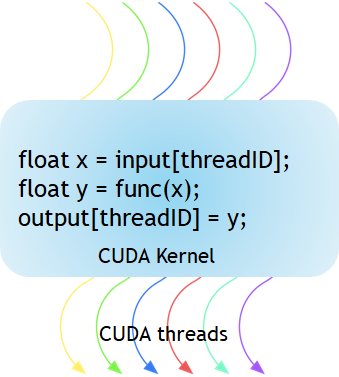 float x = input[threadID];
float y = func(x);
output[threadID] = y;
CUDA Kernel
CUDA threads